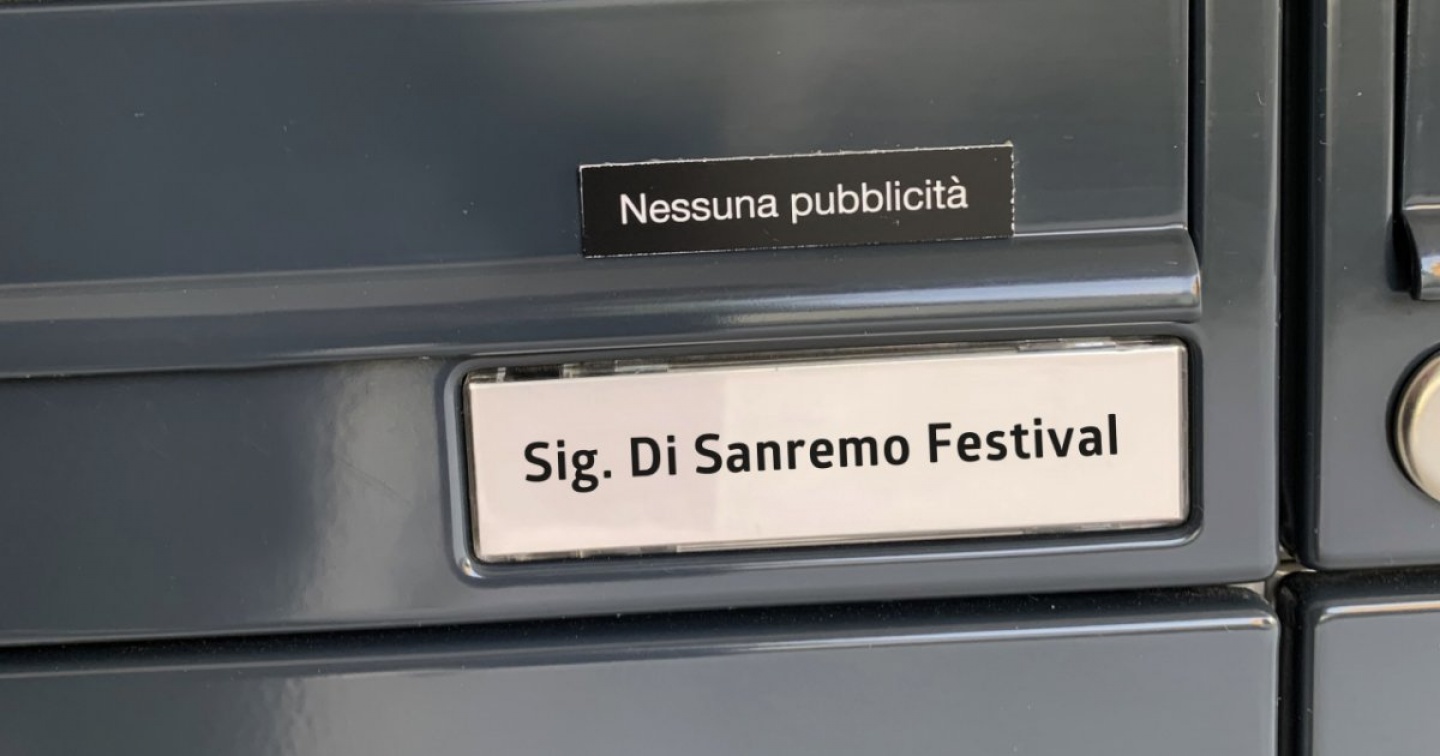 Nessuna pubblicità
Sig. Di Sanremo Festival